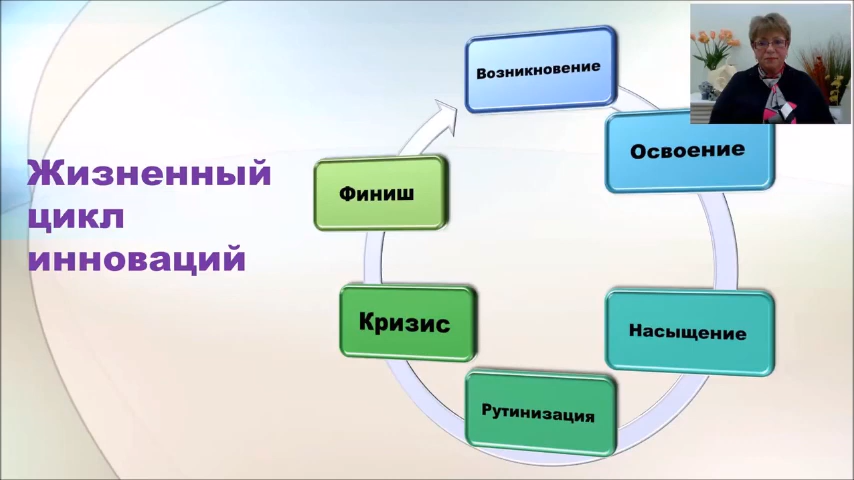 Жизненный
цикл
инноваций
Возникновение
Освоение
Насыщение
Рутинизация
Кризис
Финиш